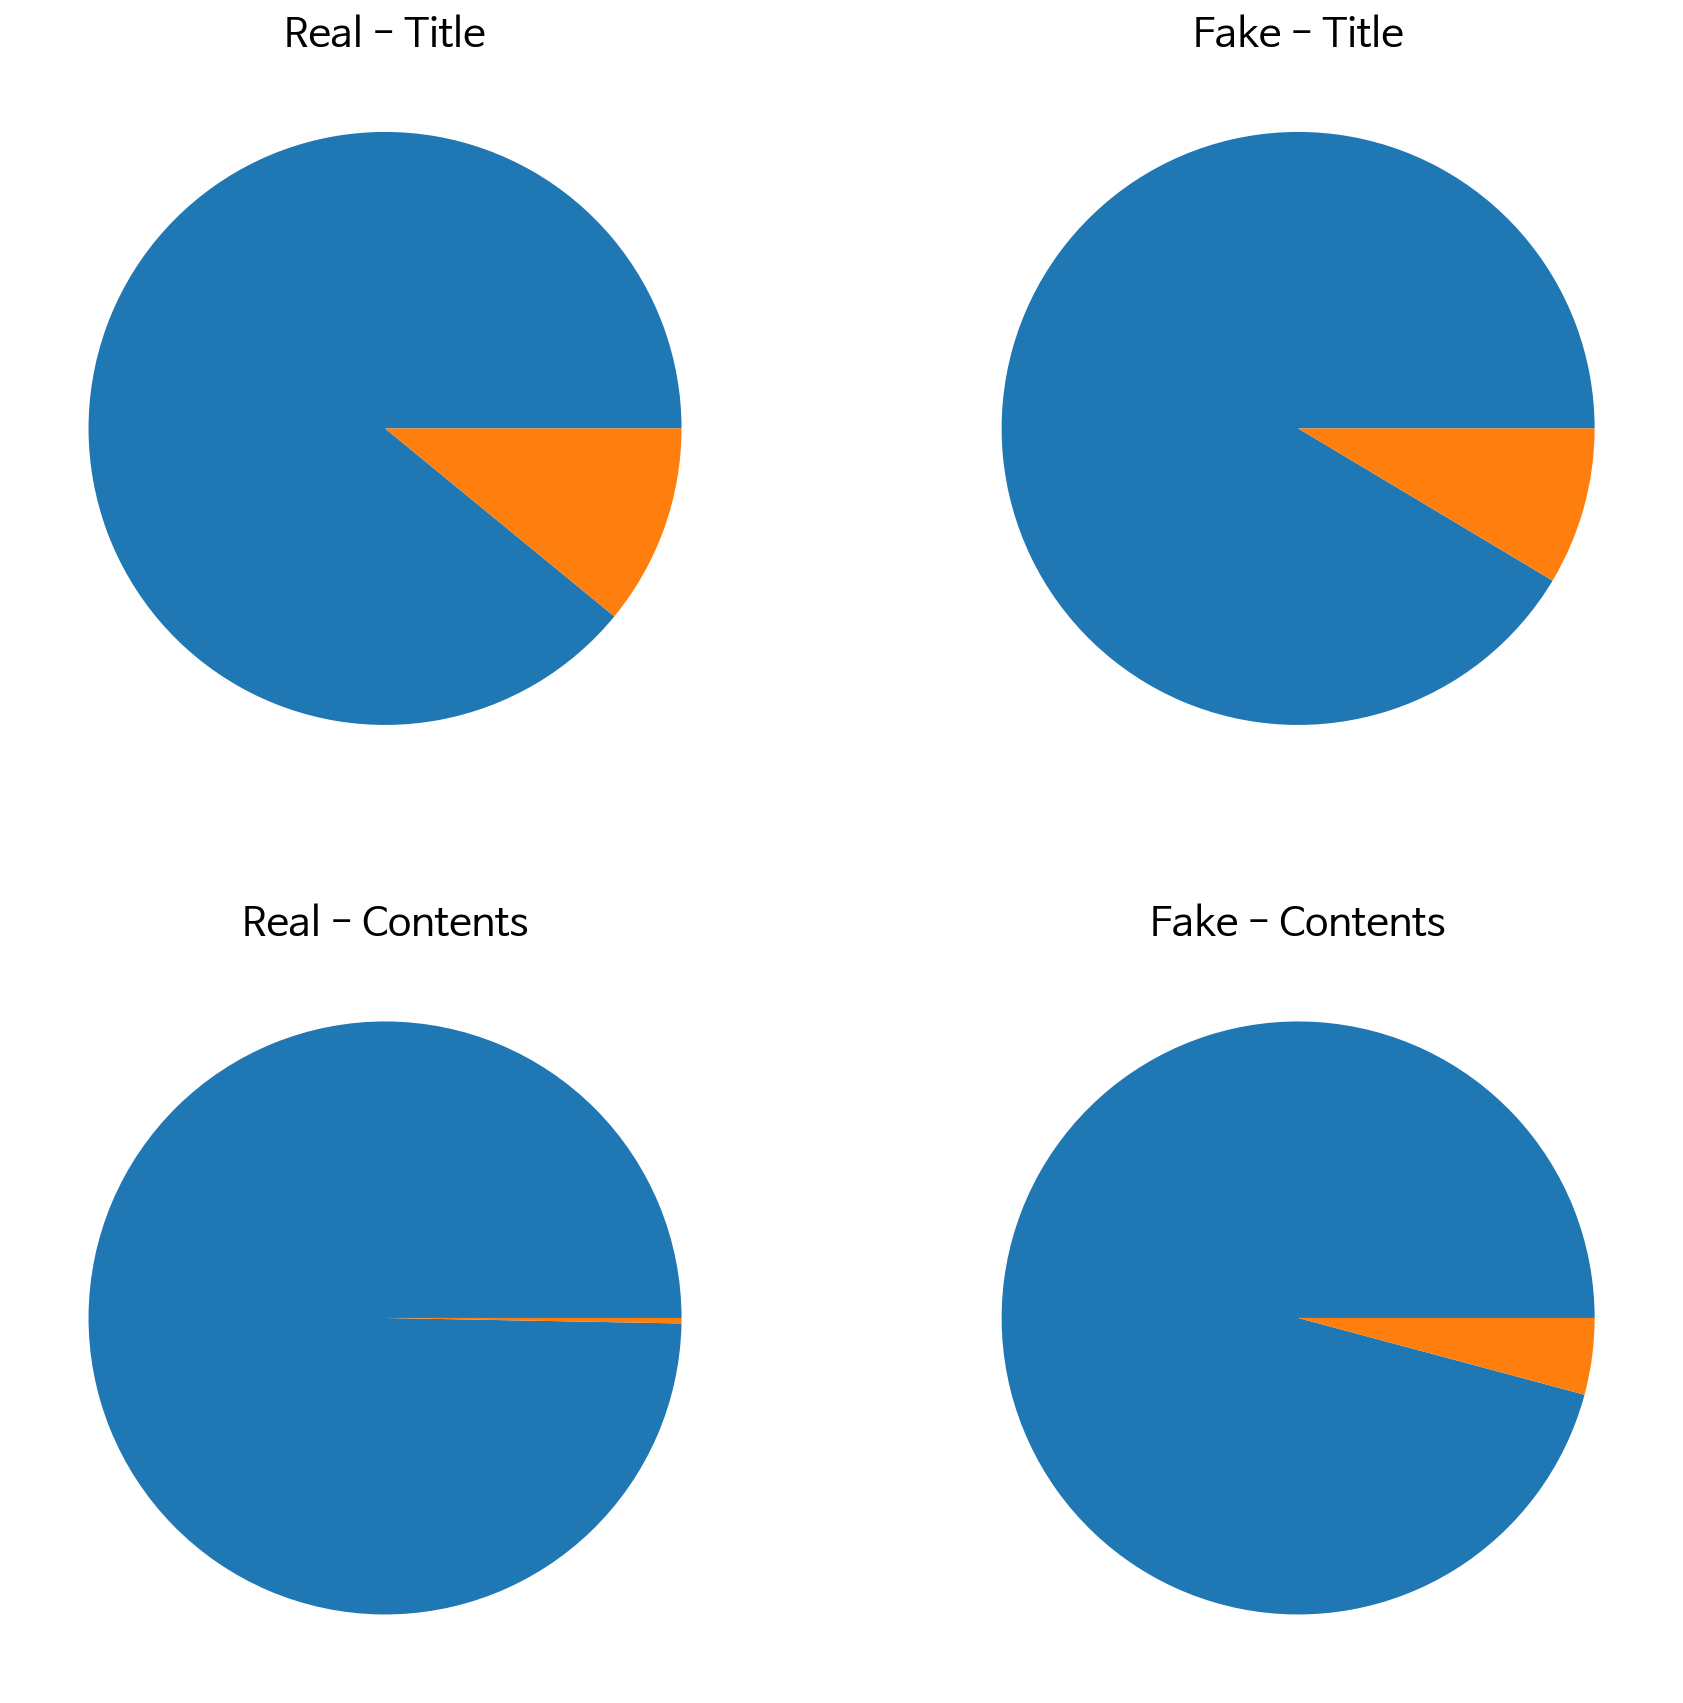 Real - Title
Fake - Title
Real - Contents
Fake - Contents